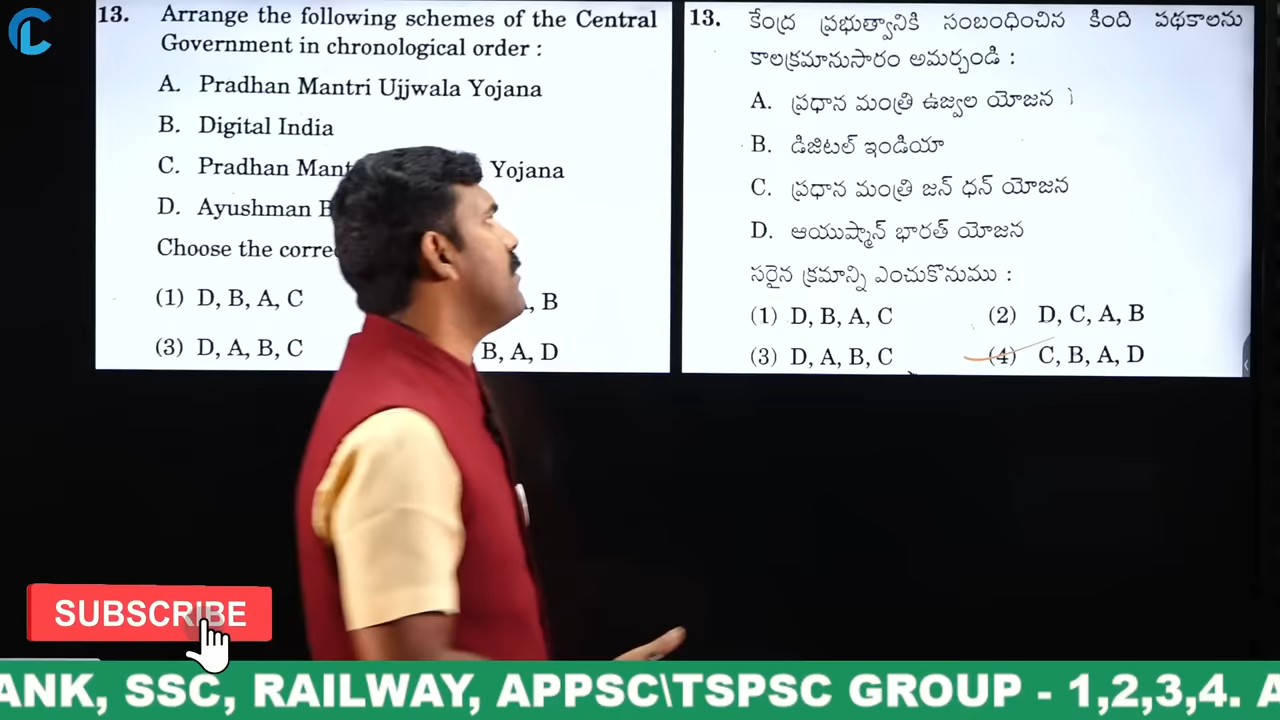 13. Arrange the following schemes of the Central
Government in chronological order :
A. Pradhan Mantri Ujjwala Yojana
B. Digital India
C. Pradhan Yojana
D. Ayushman
Choose the
(1) D, B, A, C , B
(3) D, A, B, C B, A, D
13. కేంద్ర ప్రభుత్వానికి సంబంధించిన కింది పథకాలను
కాలక్రమానుసారం అమర్చండి :
A. ప్రధాన మంత్రి ఉజ్వల యోజన
B. డిజిటల్ ఇండియా
C. ప్రధాన మంత్రి జన్ ధన్ యోజన
D. ఆయుష్మాన్ భారత్ యోజన
సరైన క్రమాన్ని ఎంచుకొనుము :
(1) D, B, A, C (2) D, C, A, B
(3) D, A, B, C (4) C, B, A, D
SUBSCRIBE
ANK, SSC, RAILWAY, APPSC\TSPSC GROUP - 1,2,3,4. A